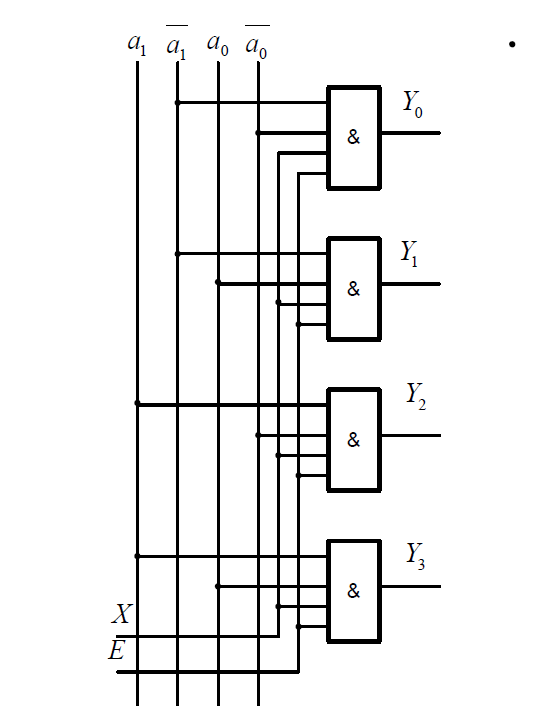 a₁ a̅₁ a₀ a̅₀
Y₀
&
Y₁
&
Y₂
&
Y₃
&
X
E